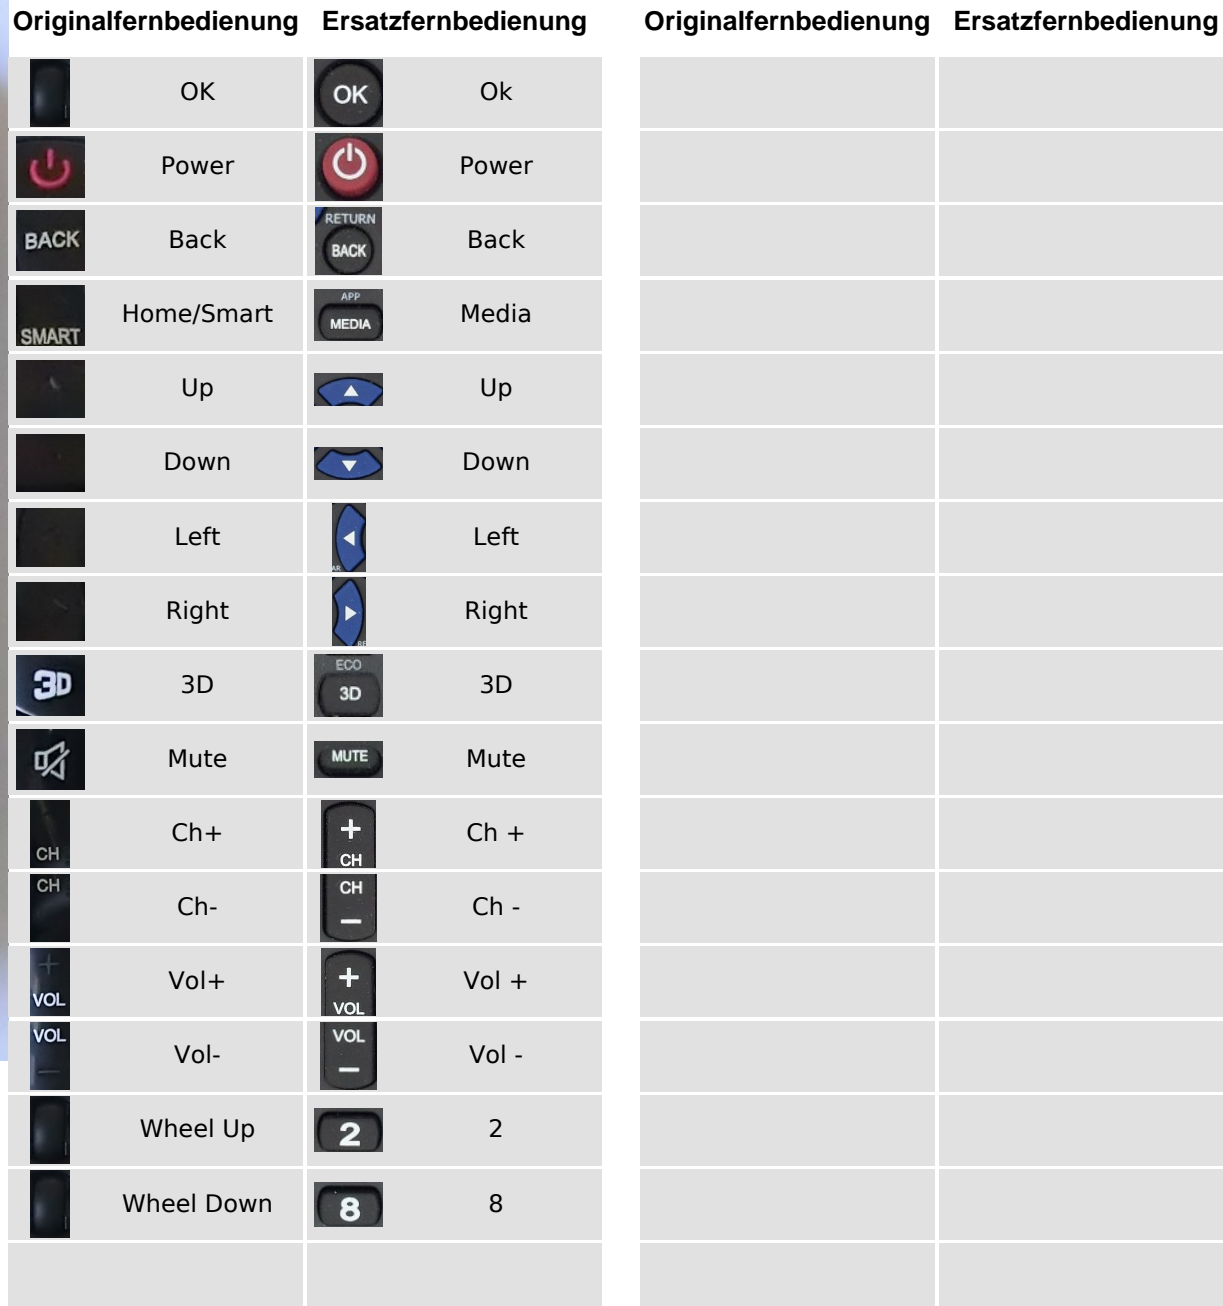 Originalfernbedienung Ersatzfernbedienung Originalfernbedienung Ersatzfernbedienung
OK OK Ok
Power Power
BACK Back RETURN BACK Back
SMART Home/Smart APP MEDIA Media
Up Up
Down Down
Left AR Left
Right RE Right
3D 3D ECO 3D 3D
Mute MUTE Mute
CH Ch+ + CH Ch +
CH Ch- CH – Ch -
+ VOL Vol+ + VOL Vol +
VOL – Vol- VOL – Vol -
Wheel Up 2 2
Wheel Down 8 8